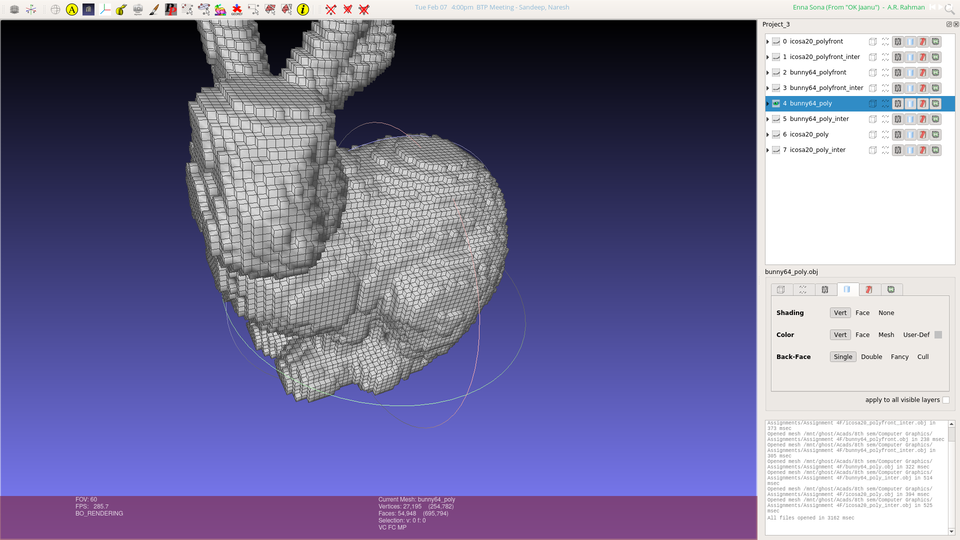 Tue Feb 07 4:00pm BTP Meeting - Sandeep, Naresh
Enna Sona (From "OK Jaanu") - A.R. Rahman
Project_3
0 icosa20_polyfront
1 icosa20_polyfront_inter
2 bunny64_polyfront
3 bunny64_polyfront_inter
4 bunny64_poly
5 bunny64_poly_inter
6 icosa20_poly
7 icosa20_poly_inter
bunny64_poly.obj
Shading Vert Face None
Color Vert Face Mesh User-Def
Back-Face Single Double Fancy Cull
apply to all visible layers
Assignments/Assignment 4F/icosa20_polyfront_inter.obj in
373 msec
Opened mesh /mnt/ghost/Acads/8th sem/Computer Graphics/
Assignments/Assignment 4F/bunny64_polyfront.obj in 238 msec
Opened mesh /mnt/ghost/Acads/8th sem/Computer Graphics/
Assignments/Assignment 4F/bunny64_polyfront_inter.obj in
305 msec
Opened mesh /mnt/ghost/Acads/8th sem/Computer Graphics/
Assignments/Assignment 4F/bunny64_poly.obj in 322 msec
Opened mesh /mnt/ghost/Acads/8th sem/Computer Graphics/
Assignments/Assignment 4F/bunny64_poly_inter.obj in 514
msec
Opened mesh /mnt/ghost/Acads/8th sem/Computer Graphics/
Assignments/Assignment 4F/icosa20_poly.obj in 394 msec
Opened mesh /mnt/ghost/Acads/8th sem/Computer Graphics/
Assignments/Assignment 4F/icosa20_poly_inter.obj in 525
msec
All files opened in 3182 msec
FOV: 60
FPS: 285.7
BO_RENDERING
Current Mesh: bunny64_poly
Vertices: 27,195 (254,782)
Faces: 54,948 (695,794)
Selection: v: 0 f: 0
VC FC MP